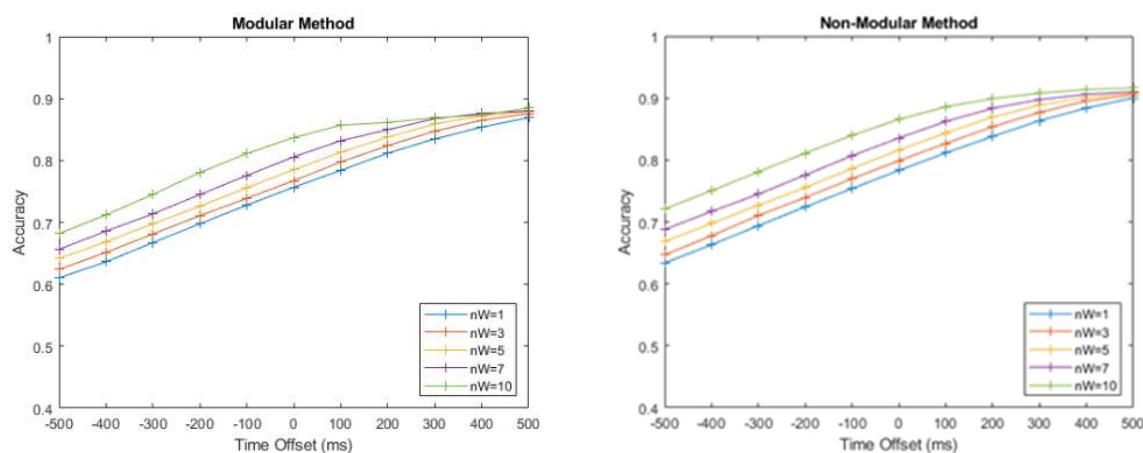 Modular Method
1
0.9
0.8
0.7
0.6
0.5
0.4
Accuracy
-500 -400 -300 -200 -100 0 100 200 300 400 500
Time Offset (ms)
nW=1
nW=3
nW=5
nW=7
nW=10
Non-Modular Method
1
0.9
0.8
0.7
0.6
0.5
0.4
Accuracy
-500 -400 -300 -200 -100 0 100 200 300 400 500
Time Offset (ms)
nW=1
nW=3
nW=5
nW=7
nW=10